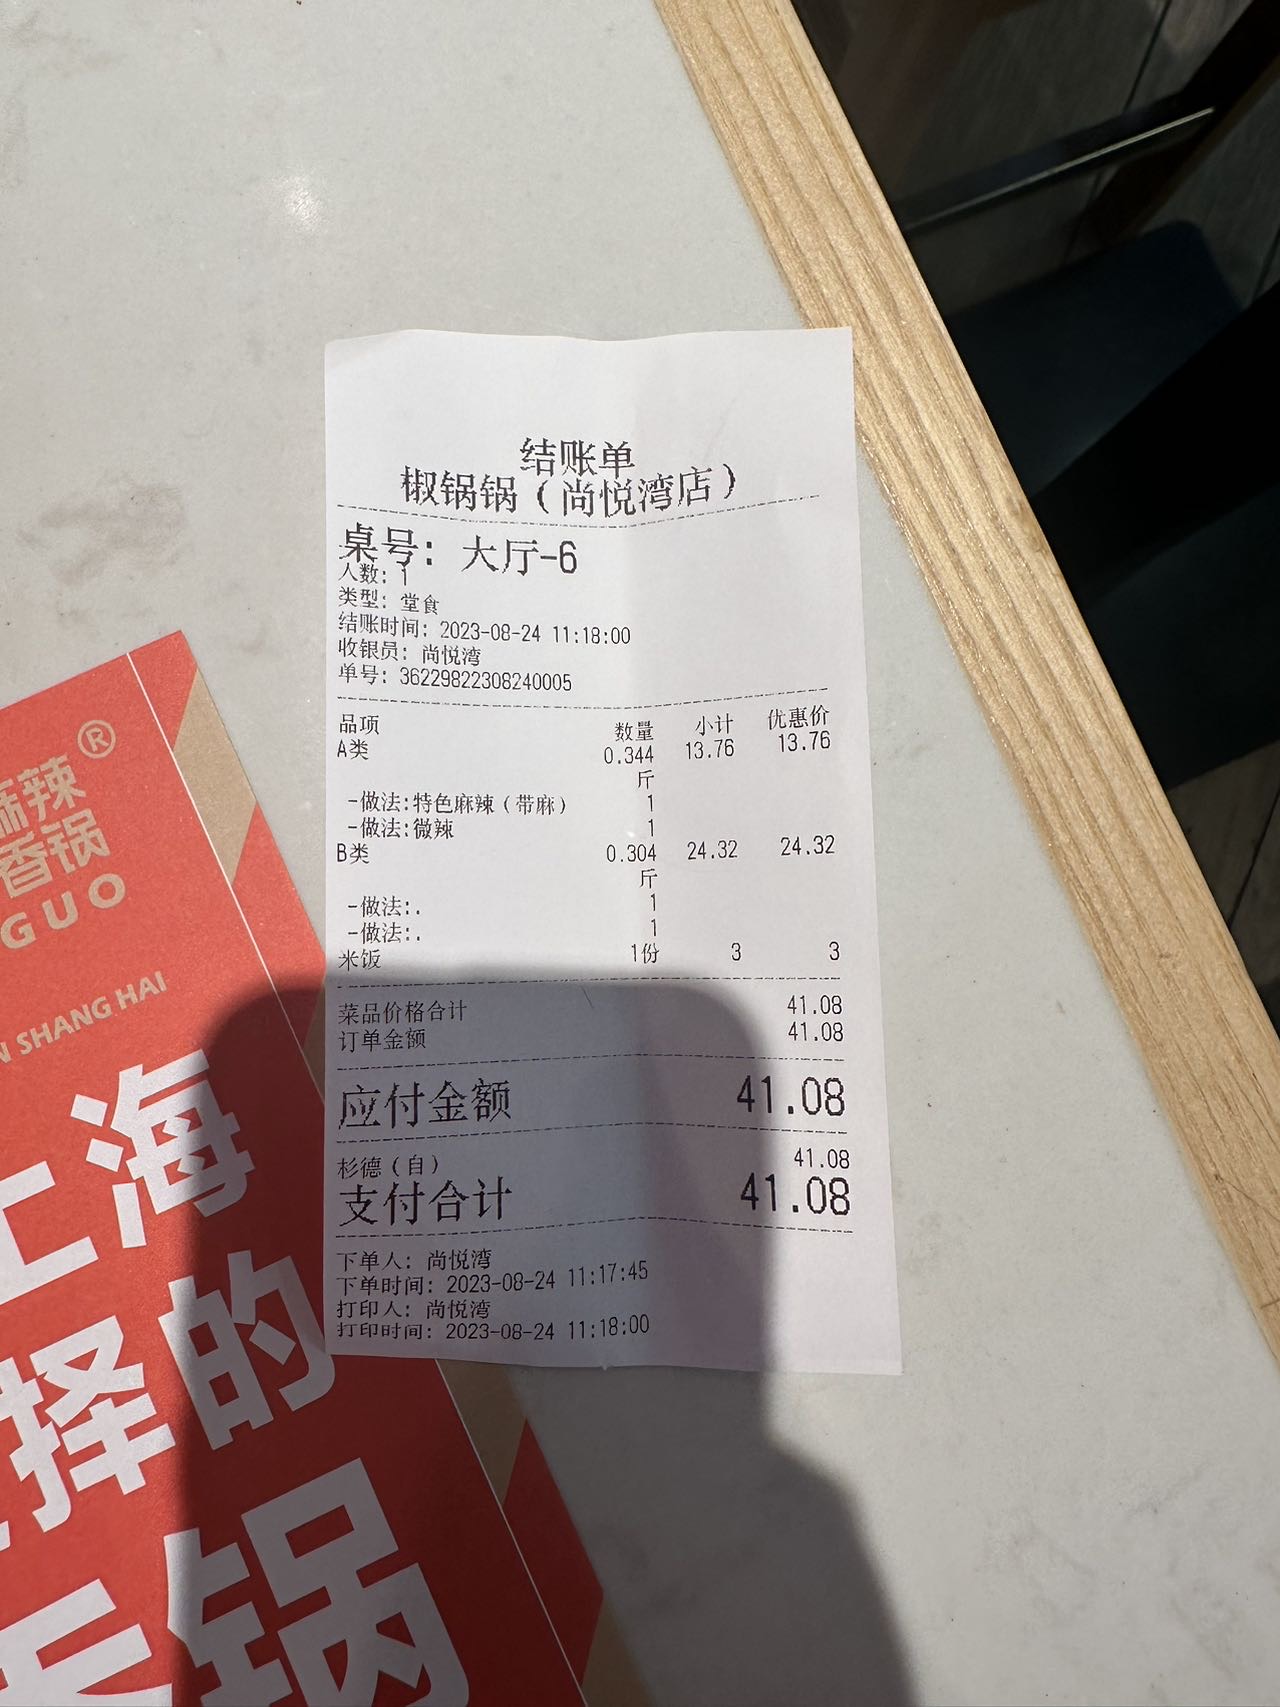 结账单
椒锅锅（尚悦湾店）
桌号：大厅-6
人数：1
类型：堂食
结账时间：2023-08-24 11:18:00
收银员：尚悦湾
单号：36229822308240005
品项 数量 小计 优惠价
A类 0.344 13.76 13.76
斤
-做法:特色麻辣（带麻） 1
-做法:微辣 1
B类 0.304 24.32 24.32
斤
-做法:. 1
-做法:. 1
米饭 1份 3 3
菜品价格合计 41.08
订单金额 41.08
应付金额 41.08
杉德（自） 41.08
支付合计 41.08
下单人：尚悦湾
下单时间：2023-08-24 11:17:45
打印人：尚悦湾
打印时间：2023-08-24 11:18:00
麻辣®
香锅
GUO
SHANG HAI
上海
择的
锅